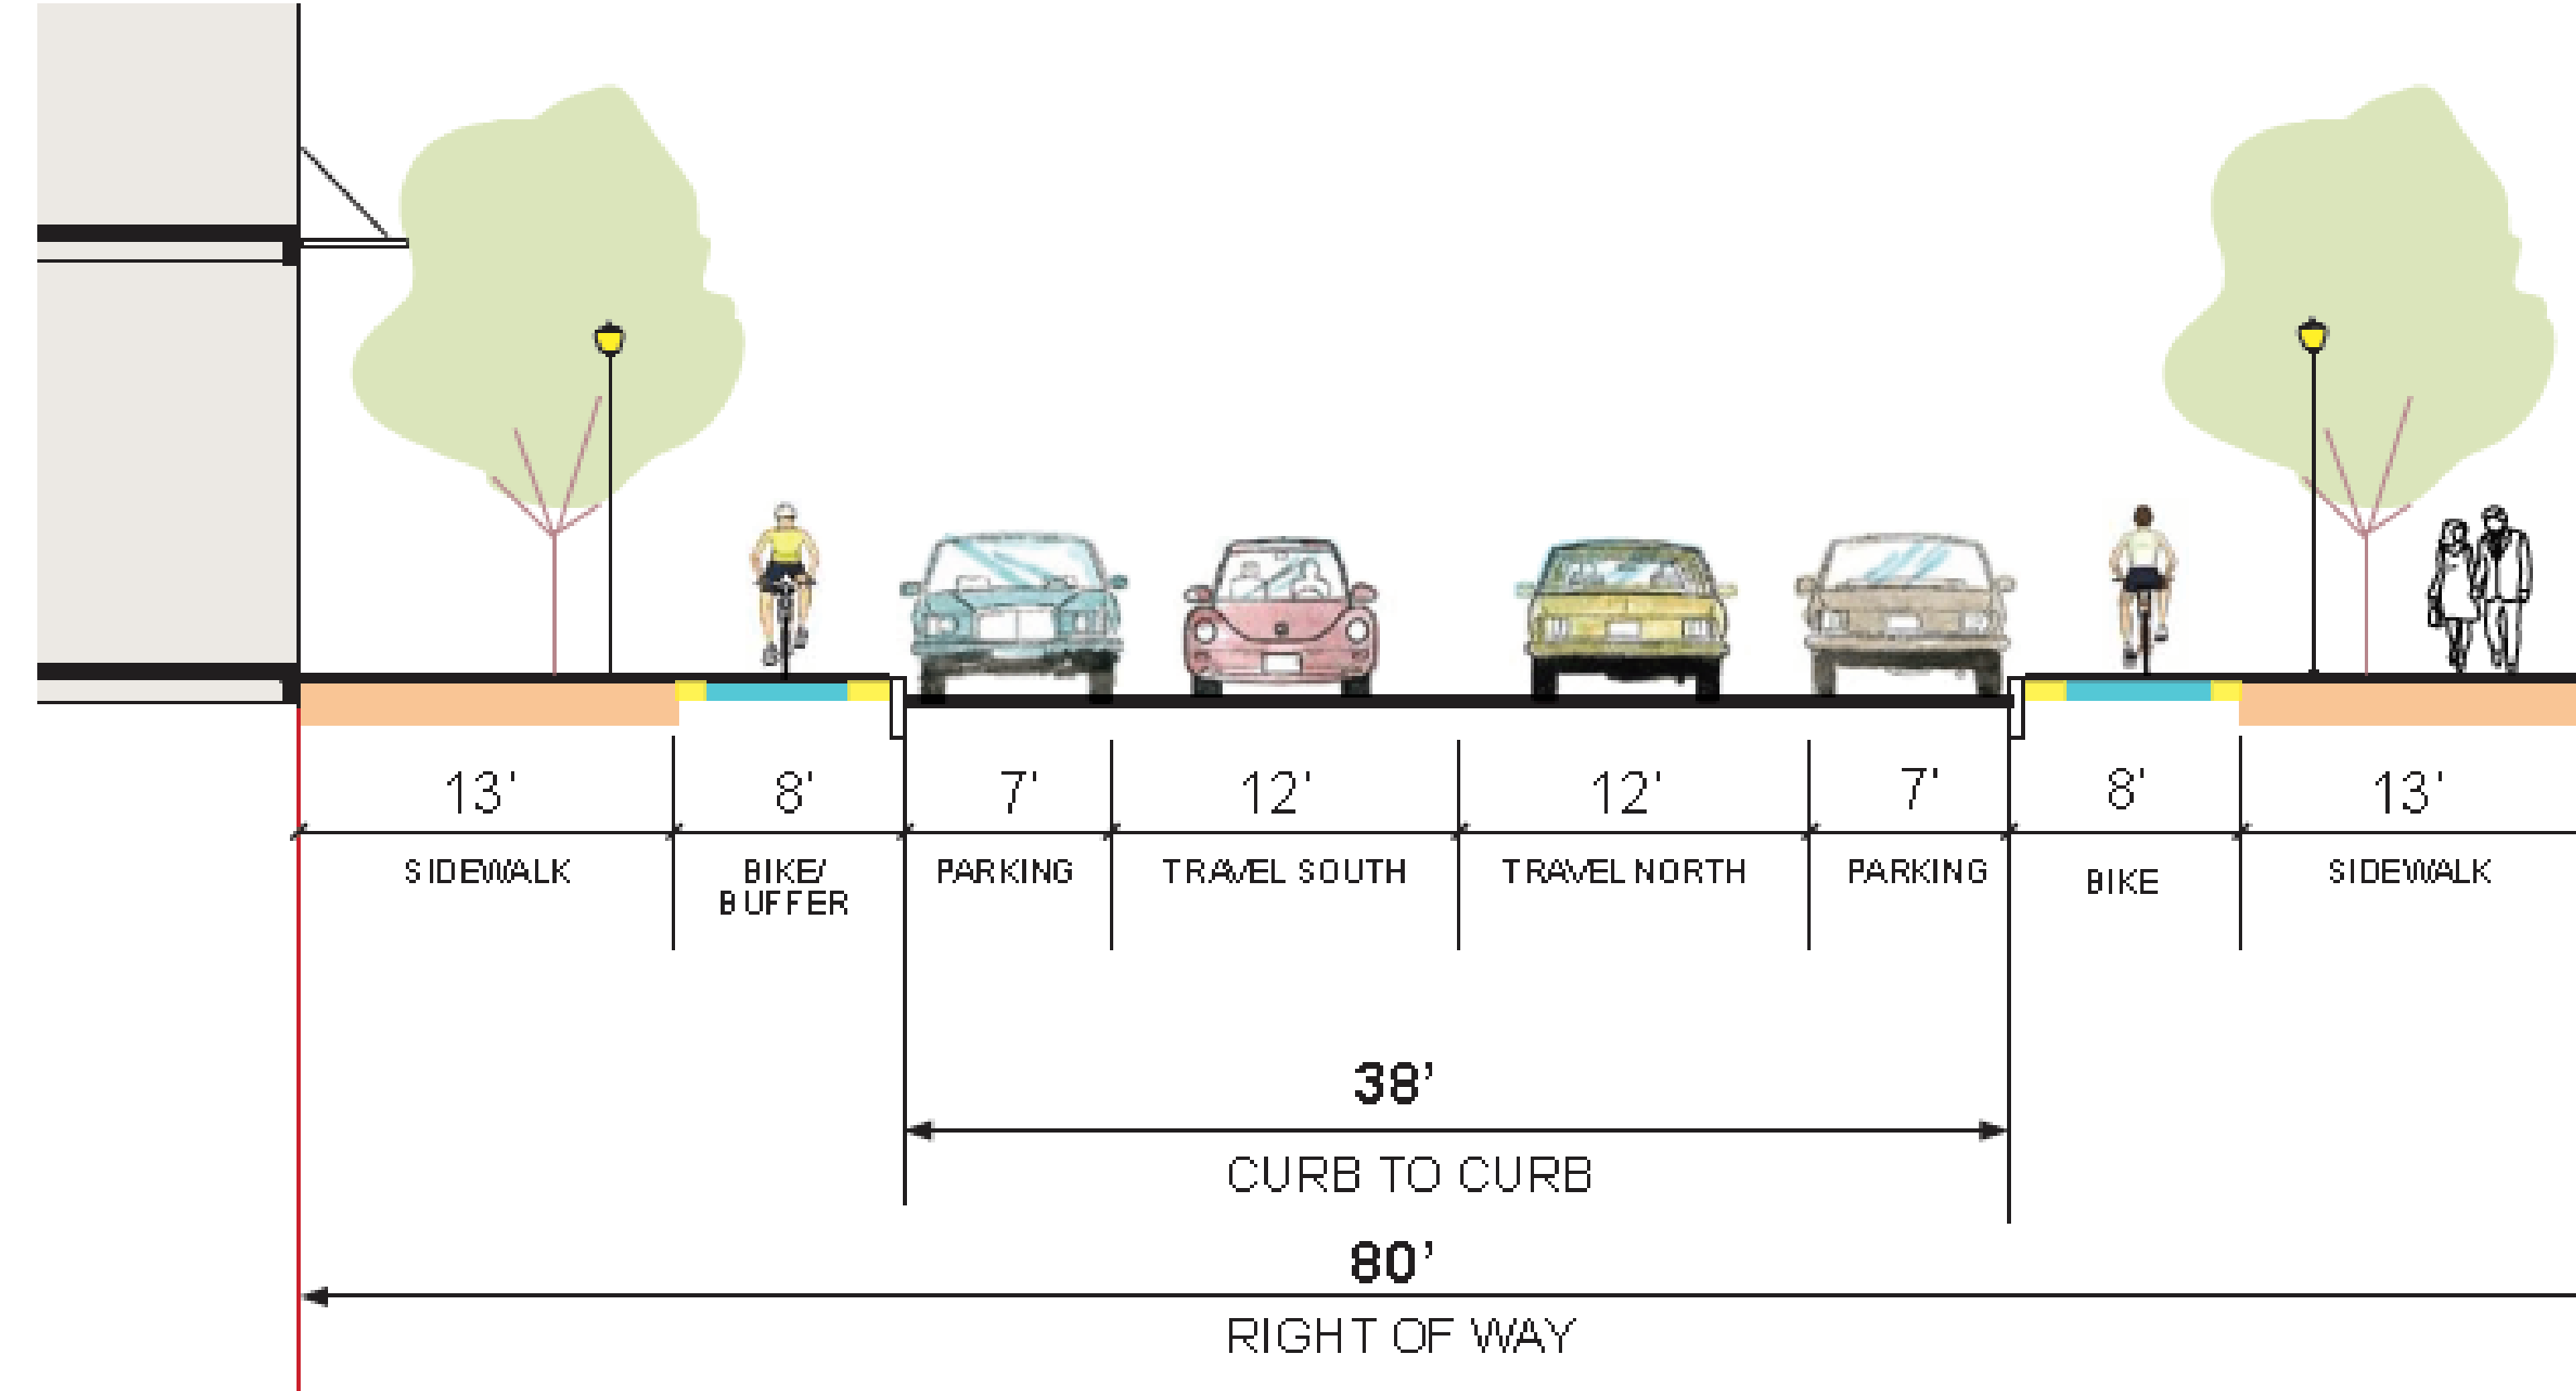 13' 8' 7' 12' 12' 7' 8' 13'
SIDEWALK BIKE/ PARKING TRAVEL SOUTH TRAVEL NORTH PARKING BIKE SIDEWALK
BUFFER
38'
CURB TO CURB
80'
RIGHT OF WAY